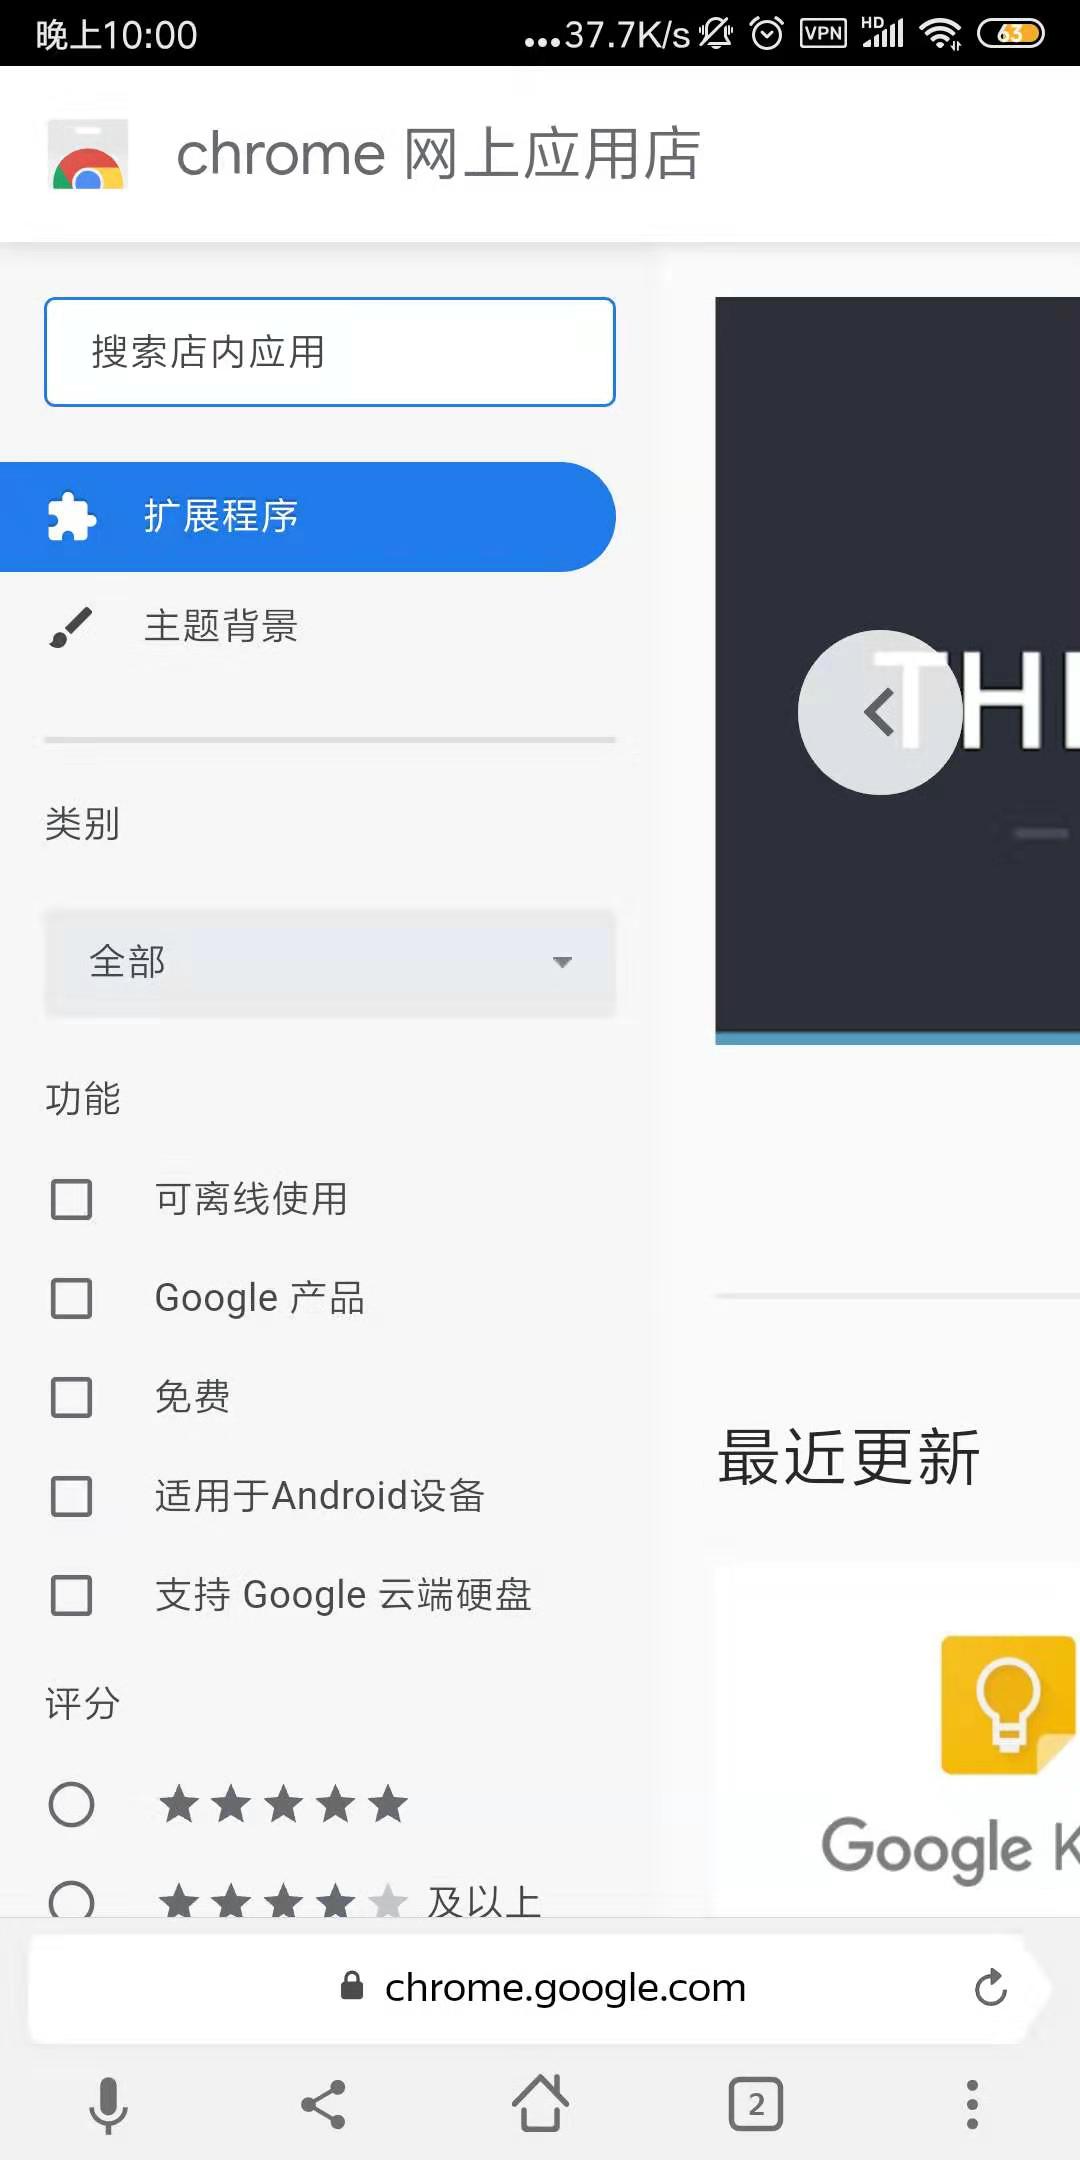 晚上10:00
...37.7K/s
VPN
HD
63
chrome 网上应用店
搜索店内应用
扩展程序
主题背景
类别
全部
功能
可离线使用
Google 产品
免费
适用于Android设备
支持 Google 云端硬盘
评分
及以上
TH
最近更新
Google K
chrome.google.com
2